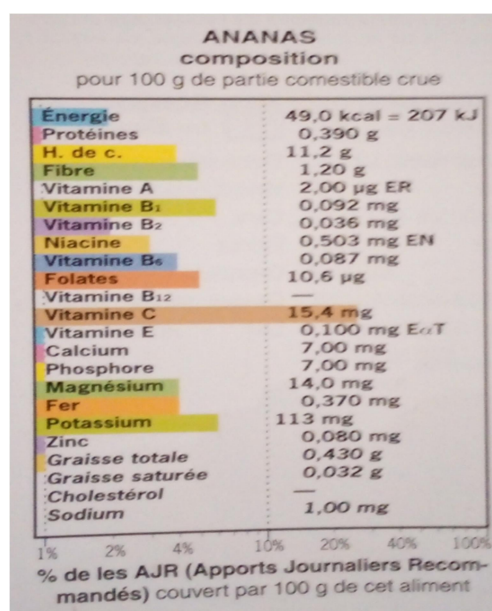 ANANAS
composition
pour 100 g de partie comestible crue
Énergie 49,0 kcal = 207 kJ
Protéines 0,390 g
H. de c. 11,2 g
Fibre 1,20 g
Vitamine A 2,00 µg ER
Vitamine B₁ 0,092 mg
Vitamine B₂ 0,036 mg
Niacine 0,503 mg EN
Vitamine B₆ 0,087 mg
Folates 10,6 µg
Vitamine B₁₂ —
Vitamine C 15,4 mg
Vitamine E 0,100 mg EαT
Calcium 7,00 mg
Phosphore 7,00 mg
Magnésium 14,0 mg
Fer 0,370 mg
Potassium 113 mg
Zinc 0,080 mg
Graisse totale 0,430 g
Graisse saturée 0,032 g
Cholestérol —
Sodium 1,00 mg
1% 2% 4% 10% 20% 40% 100%
% de les AJR (Apports Journaliers Recom-
mandés) couvert par 100 g de cet aliment